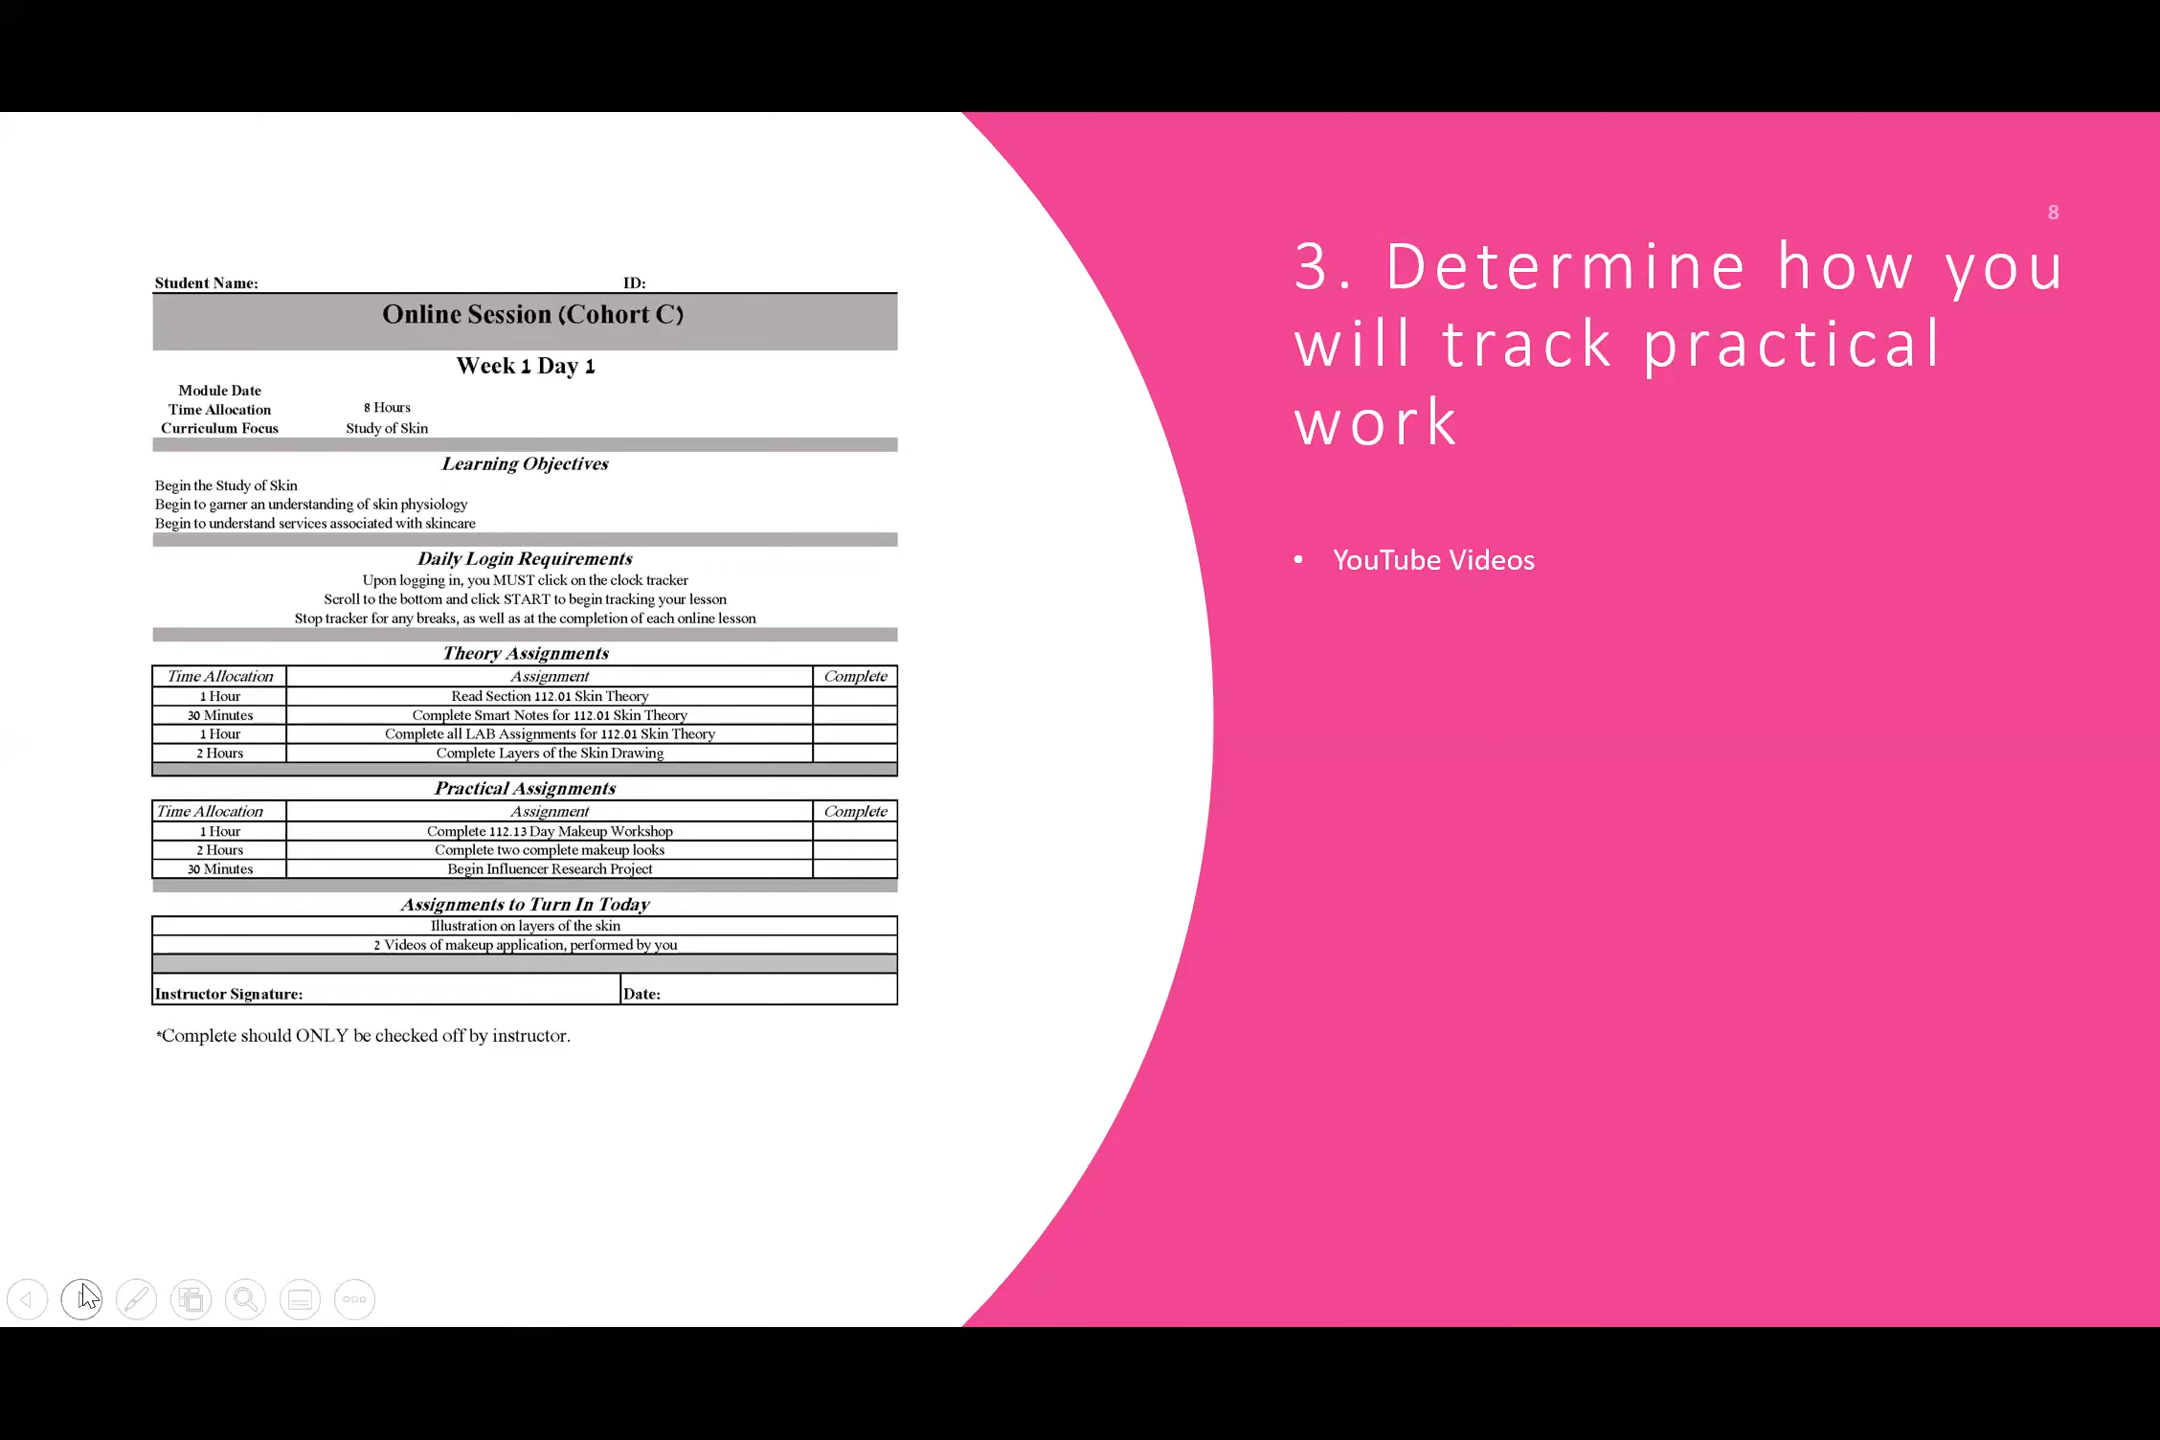 Student Name: ID:
Online Session (Cohort C)
Week 1 Day 1
Module Date
Time Allocation 8 Hours
Curriculum Focus Study of Skin
Learning Objectives
Begin the Study of Skin
Begin to garner an understanding of skin physiology
Begin to understand services associated with skincare
Daily Login Requirements
Upon logging in, you MUST click on the clock tracker
Scroll to the bottom and click START to begin tracking your lesson
Stop tracker for any breaks, as well as at the completion of each online lesson
Theory Assignments
Time Allocation Assignment Complete
1 Hour Read Section 112.01 Skin Theory
30 Minutes Complete Smart Notes for 112.01 Skin Theory
1 Hour Complete all LAB Assignments for 112.01 Skin Theory
2 Hours Complete Layers of the Skin Drawing
Practical Assignments
Time Allocation Assignment Complete
1 Hour Complete 112.13 Day Makeup Workshop
2 Hours Complete two complete makeup looks
30 Minutes Begin Influencer Research Project
Assignments to Turn In Today
Illustration on layers of the skin
2 Videos of makeup application, performed by you
Instructor Signature: Date:
*Complete should ONLY be checked off by instructor.
8
3. Determine how you
will track practical
work
• YouTube Videos